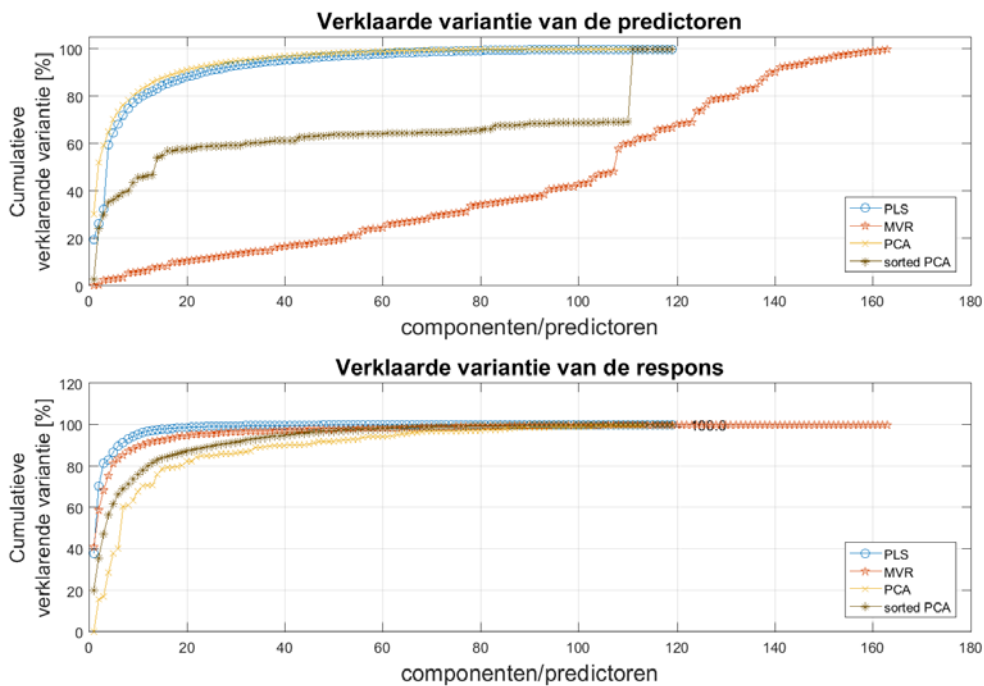 Verklaarde variantie van de predictoren
Cumulatieve
verklarende variantie [%]
100
80
60
40
20
0
0 20 40 60 80 100 120 140 160 180
componenten/predictoren
PLS
MVR
PCA
sorted PCA
Verklaarde variantie van de respons
Cumulatieve
verklarende variantie [%]
120
100
80
60
40
20
0
100.0
0 20 40 60 80 100 120 140 160 180
componenten/predictoren
PLS
MVR
PCA
sorted PCA